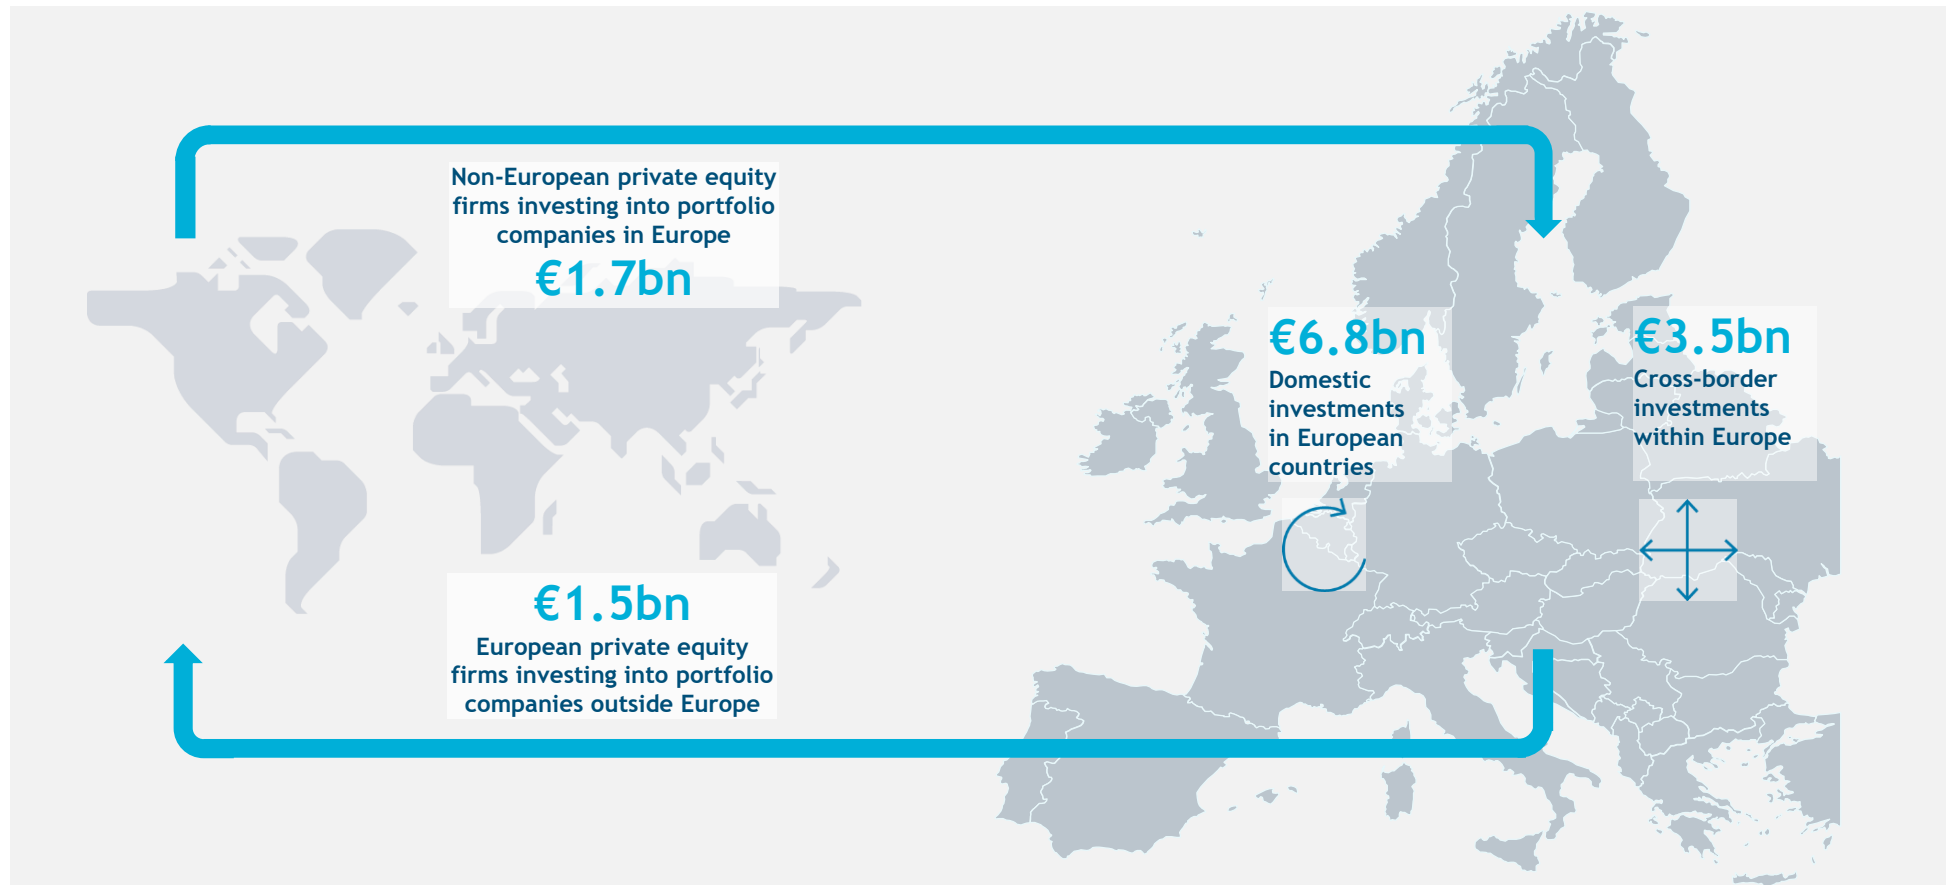 Non-European private equity
firms investing into portfolio
companies in Europe
€1.7bn
€6.8bn
Domestic
investments
in European
countries
€3.5bn
Cross-border
investments
within Europe
€1.5bn
European private equity
firms investing into portfolio
companies outside Europe